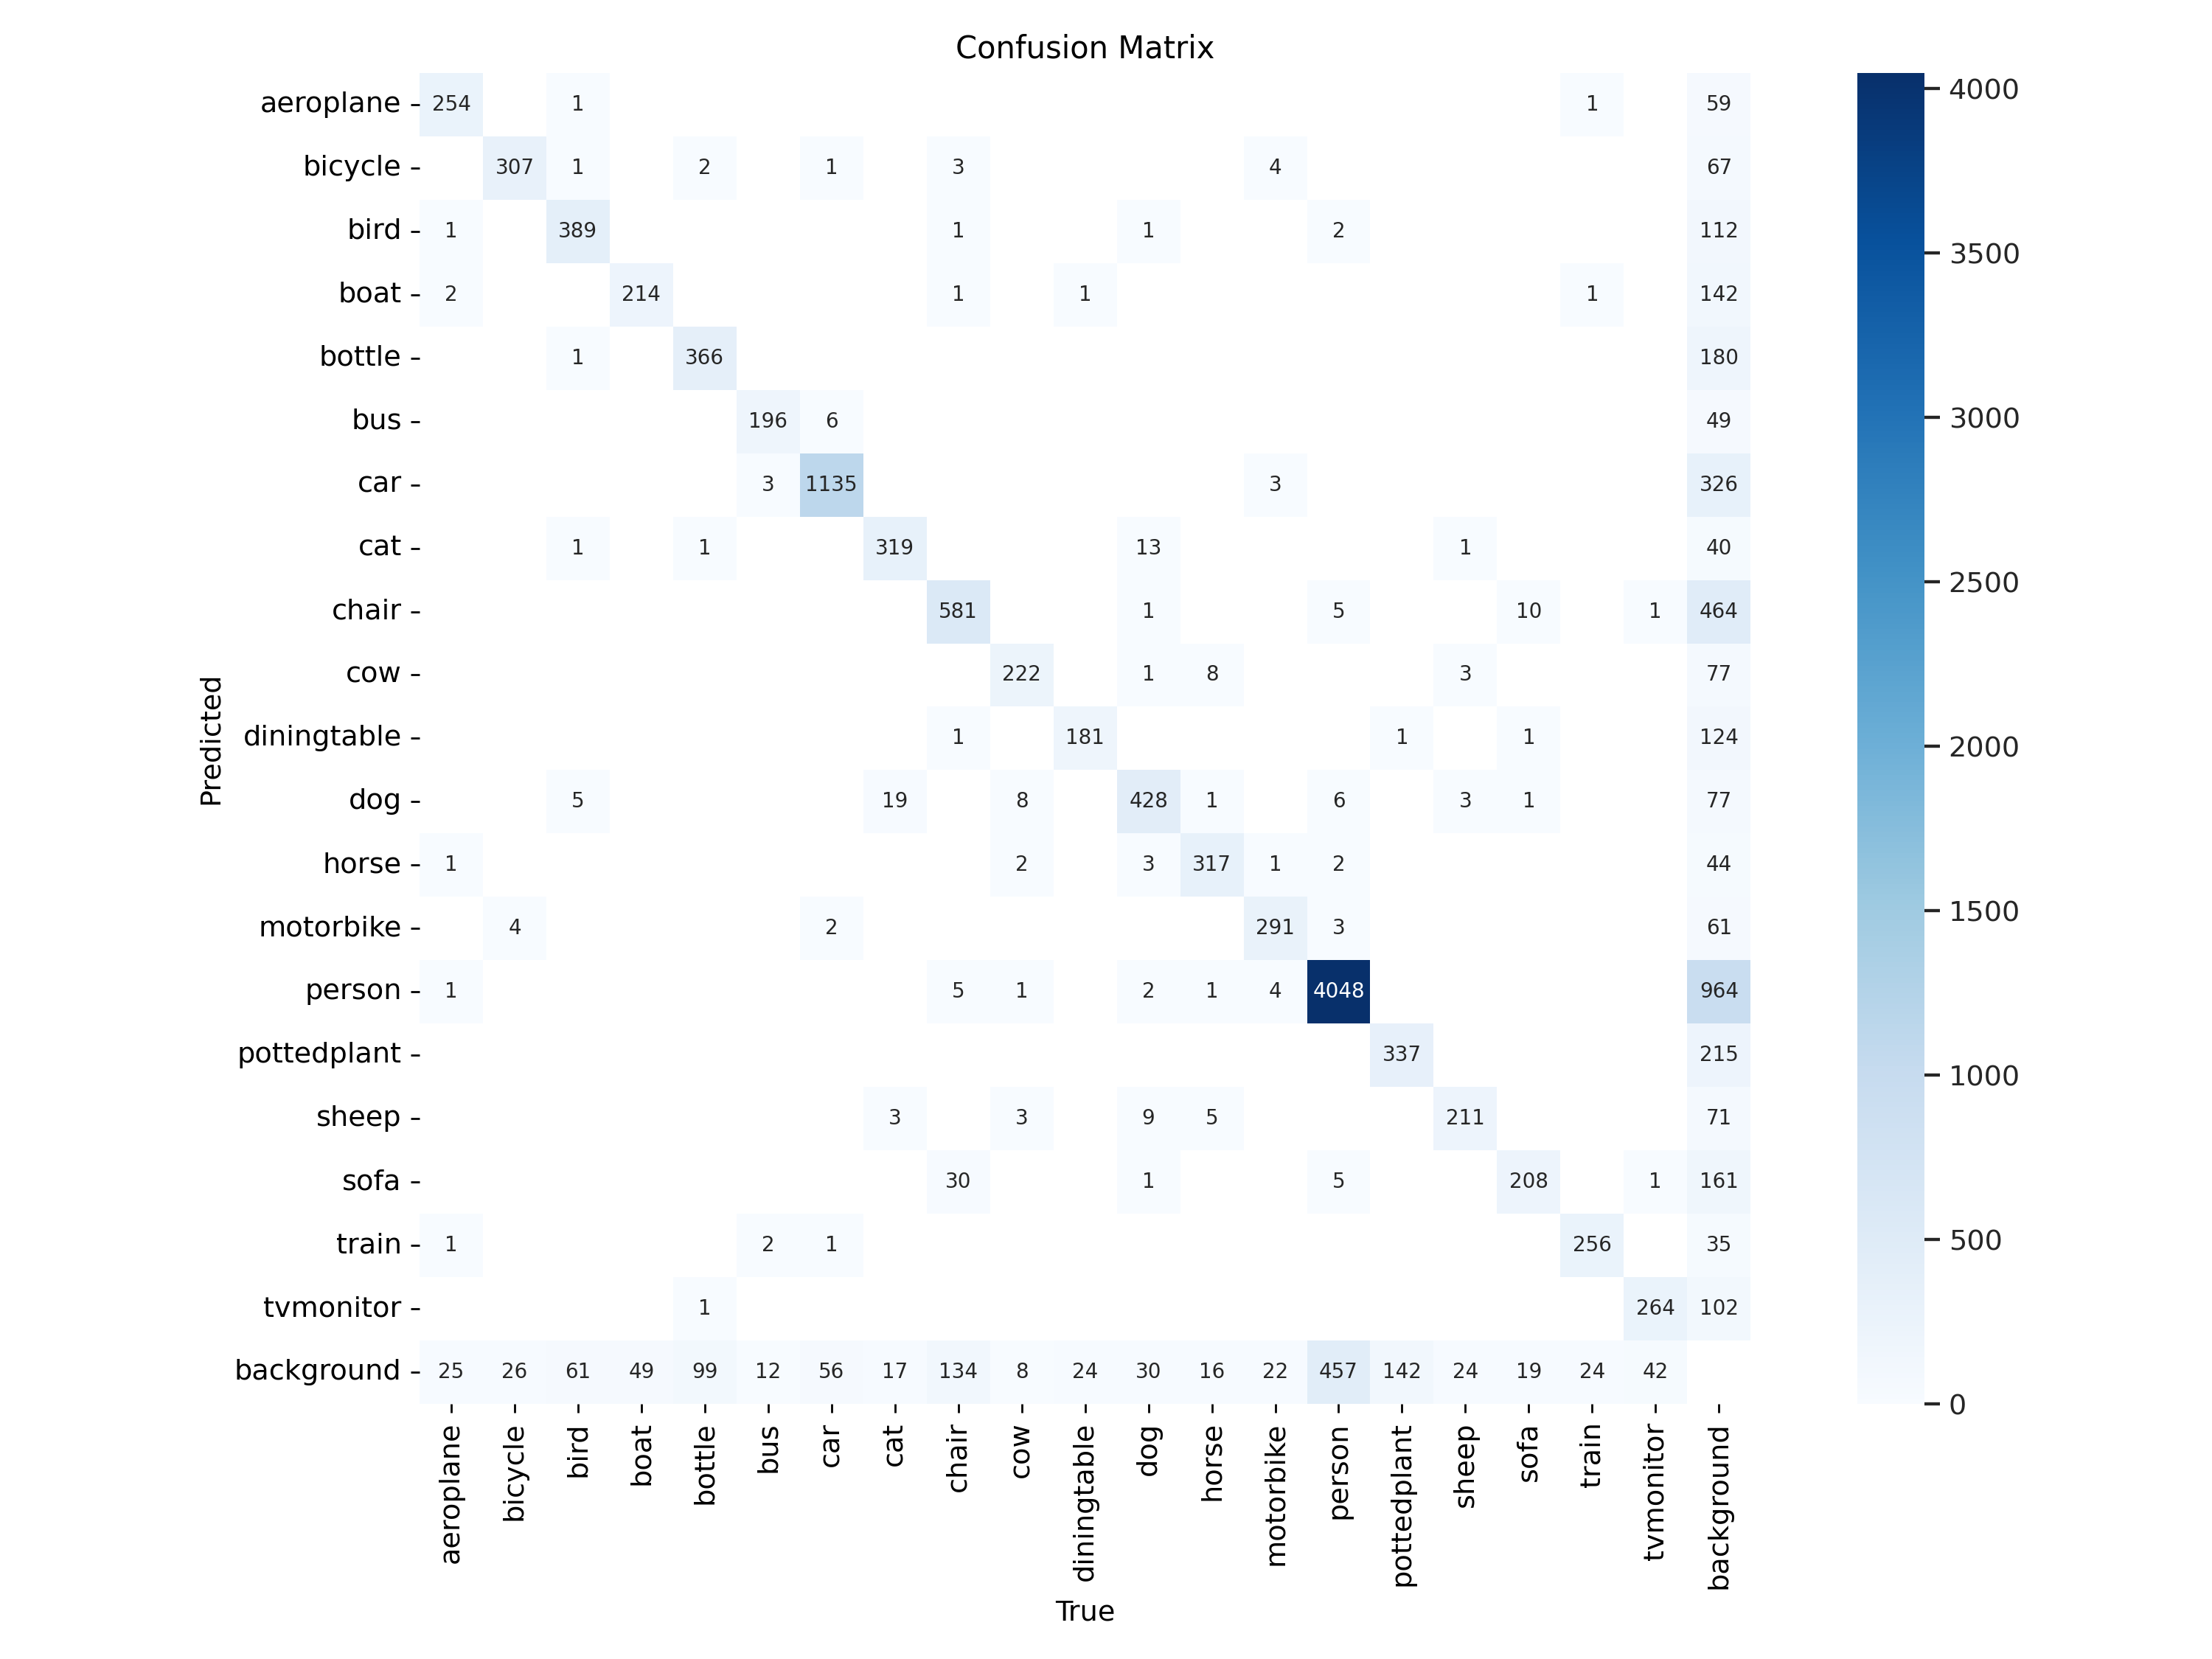 Confusion Matrix
aeroplane 254 1 1 59
bicycle 307 1 2 1 3 4 67
bird 1 389 1 1 2 112
boat 2 214 1 1 1 142
bottle 1 366 180
bus 196 6 49
car 3 1135 3 326
cat 1 1 319 13 1 40
chair 581 1 5 10 1 464
cow 222 1 8 3 77
diningtable 1 181 1 1 124
dog 5 19 8 428 1 6 3 1 77
horse 1 2 3 317 1 2 44
motorbike 4 2 291 3 61
person 1 5 1 2 1 4 4048 964
pottedplant 337 215
sheep 3 3 9 5 211 71
sofa 30 1 5 208 1 161
train 1 2 1 256 35
tvmonitor 1 264 102
background 25 26 61 49 99 12 56 17 134 8 24 30 16 22 457 142 24 19 24 42
aeroplane bicycle bird boat bottle bus car cat chair cow diningtable dog horse motorbike person pottedplant sheep sofa train tvmonitor background
True
Predicted
4000
3500
3000
2500
2000
1500
1000
500
0